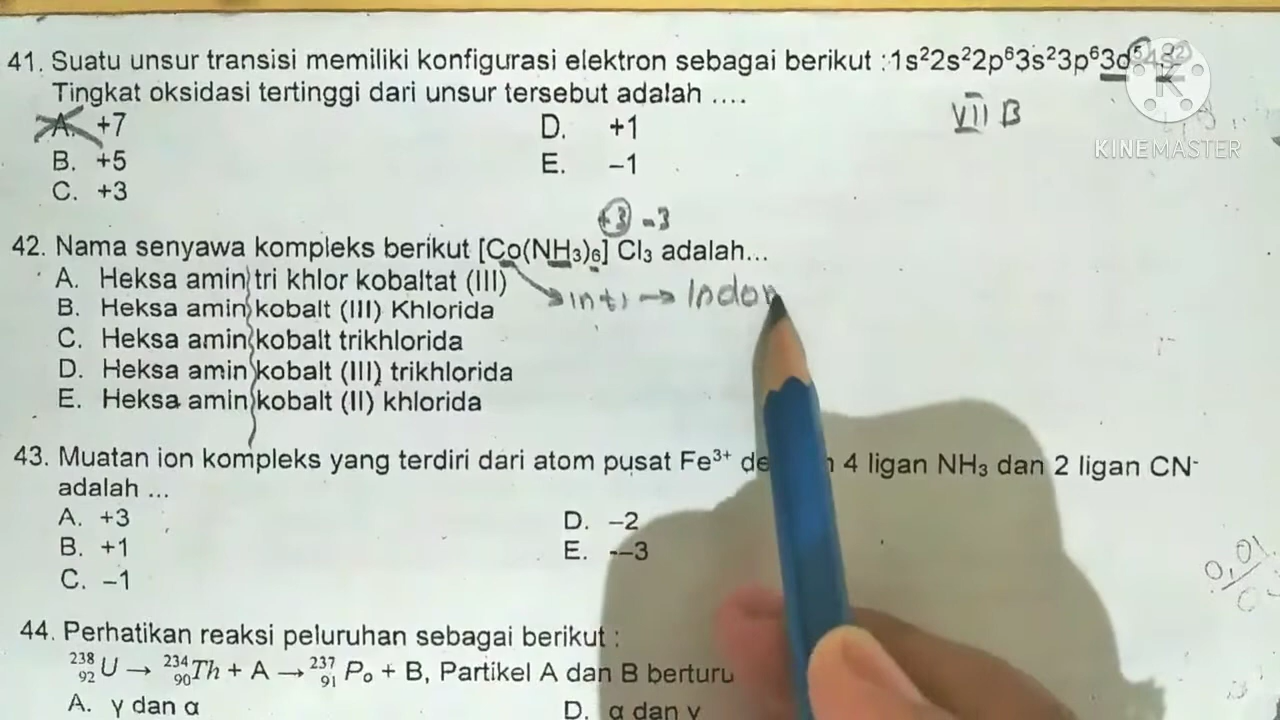 41. Suatu unsur transisi memiliki konfigurasi elektron sebagai berikut : 1s²2s²2p⁶3s²3p⁶3d⁵
Tingkat oksidasi tertinggi dari unsur tersebut adalah ....
VII B
KINEMASTER
A. +7 D. +1
B. +5 E. –1
C. +3
+3 -3
42. Nama senyawa kompleks berikut [Co(NH₃)₆] Cl₃ adalah...
A. Heksa amin tri khlor kobaltat (III)
inti → Indon
B. Heksa amin kobalt (III) Khlorida
C. Heksa amin kobalt trikhlorida
D. Heksa amin kobalt (III) trikhlorida
E. Heksa amin kobalt (II) khlorida
43. Muatan ion kompleks yang terdiri dari atom pusat Fe³⁺ de n 4 ligan NH₃ dan 2 ligan CN⁻
adalah ...
A. +3 D. –2
B. +1 E. -–3
C. –1
0,01
44. Perhatikan reaksi peluruhan sebagai berikut :
²³⁸₉₂U → ²³⁴₉₀Th + A → ²³⁷₉₁Po + B, Partikel A dan B berturu
A. γ dan α D. α dan γ